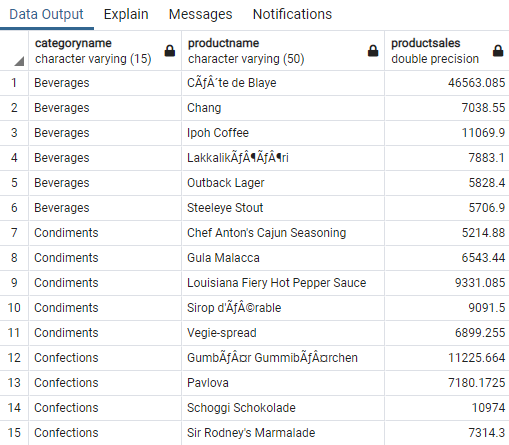 Data Output Explain Messages Notifications
categoryname productname productsales
character varying (15) character varying (50) double precision
1 Beverages CÃƒÂ´te de Blaye 46563.085
2 Beverages Chang 7038.55
3 Beverages Ipoh Coffee 11069.9
4 Beverages LakkalikÃƒÂ¶ÃƒÂ¶ri 7883.1
5 Beverages Outback Lager 5828.4
6 Beverages Steeleye Stout 5706.9
7 Condiments Chef Anton's Cajun Seasoning 5214.88
8 Condiments Gula Malacca 6543.44
9 Condiments Louisiana Fiery Hot Pepper Sauce 9331.085
10 Condiments Sirop d'ÃƒÂ©rable 9091.5
11 Condiments Vegie-spread 6899.255
12 Confections GumbÃƒÂ¤r GummibÃƒÂ¤rchen 11225.664
13 Confections Pavlova 7180.1725
14 Confections Schoggi Schokolade 10974
15 Confections Sir Rodney's Marmalade 7314.3